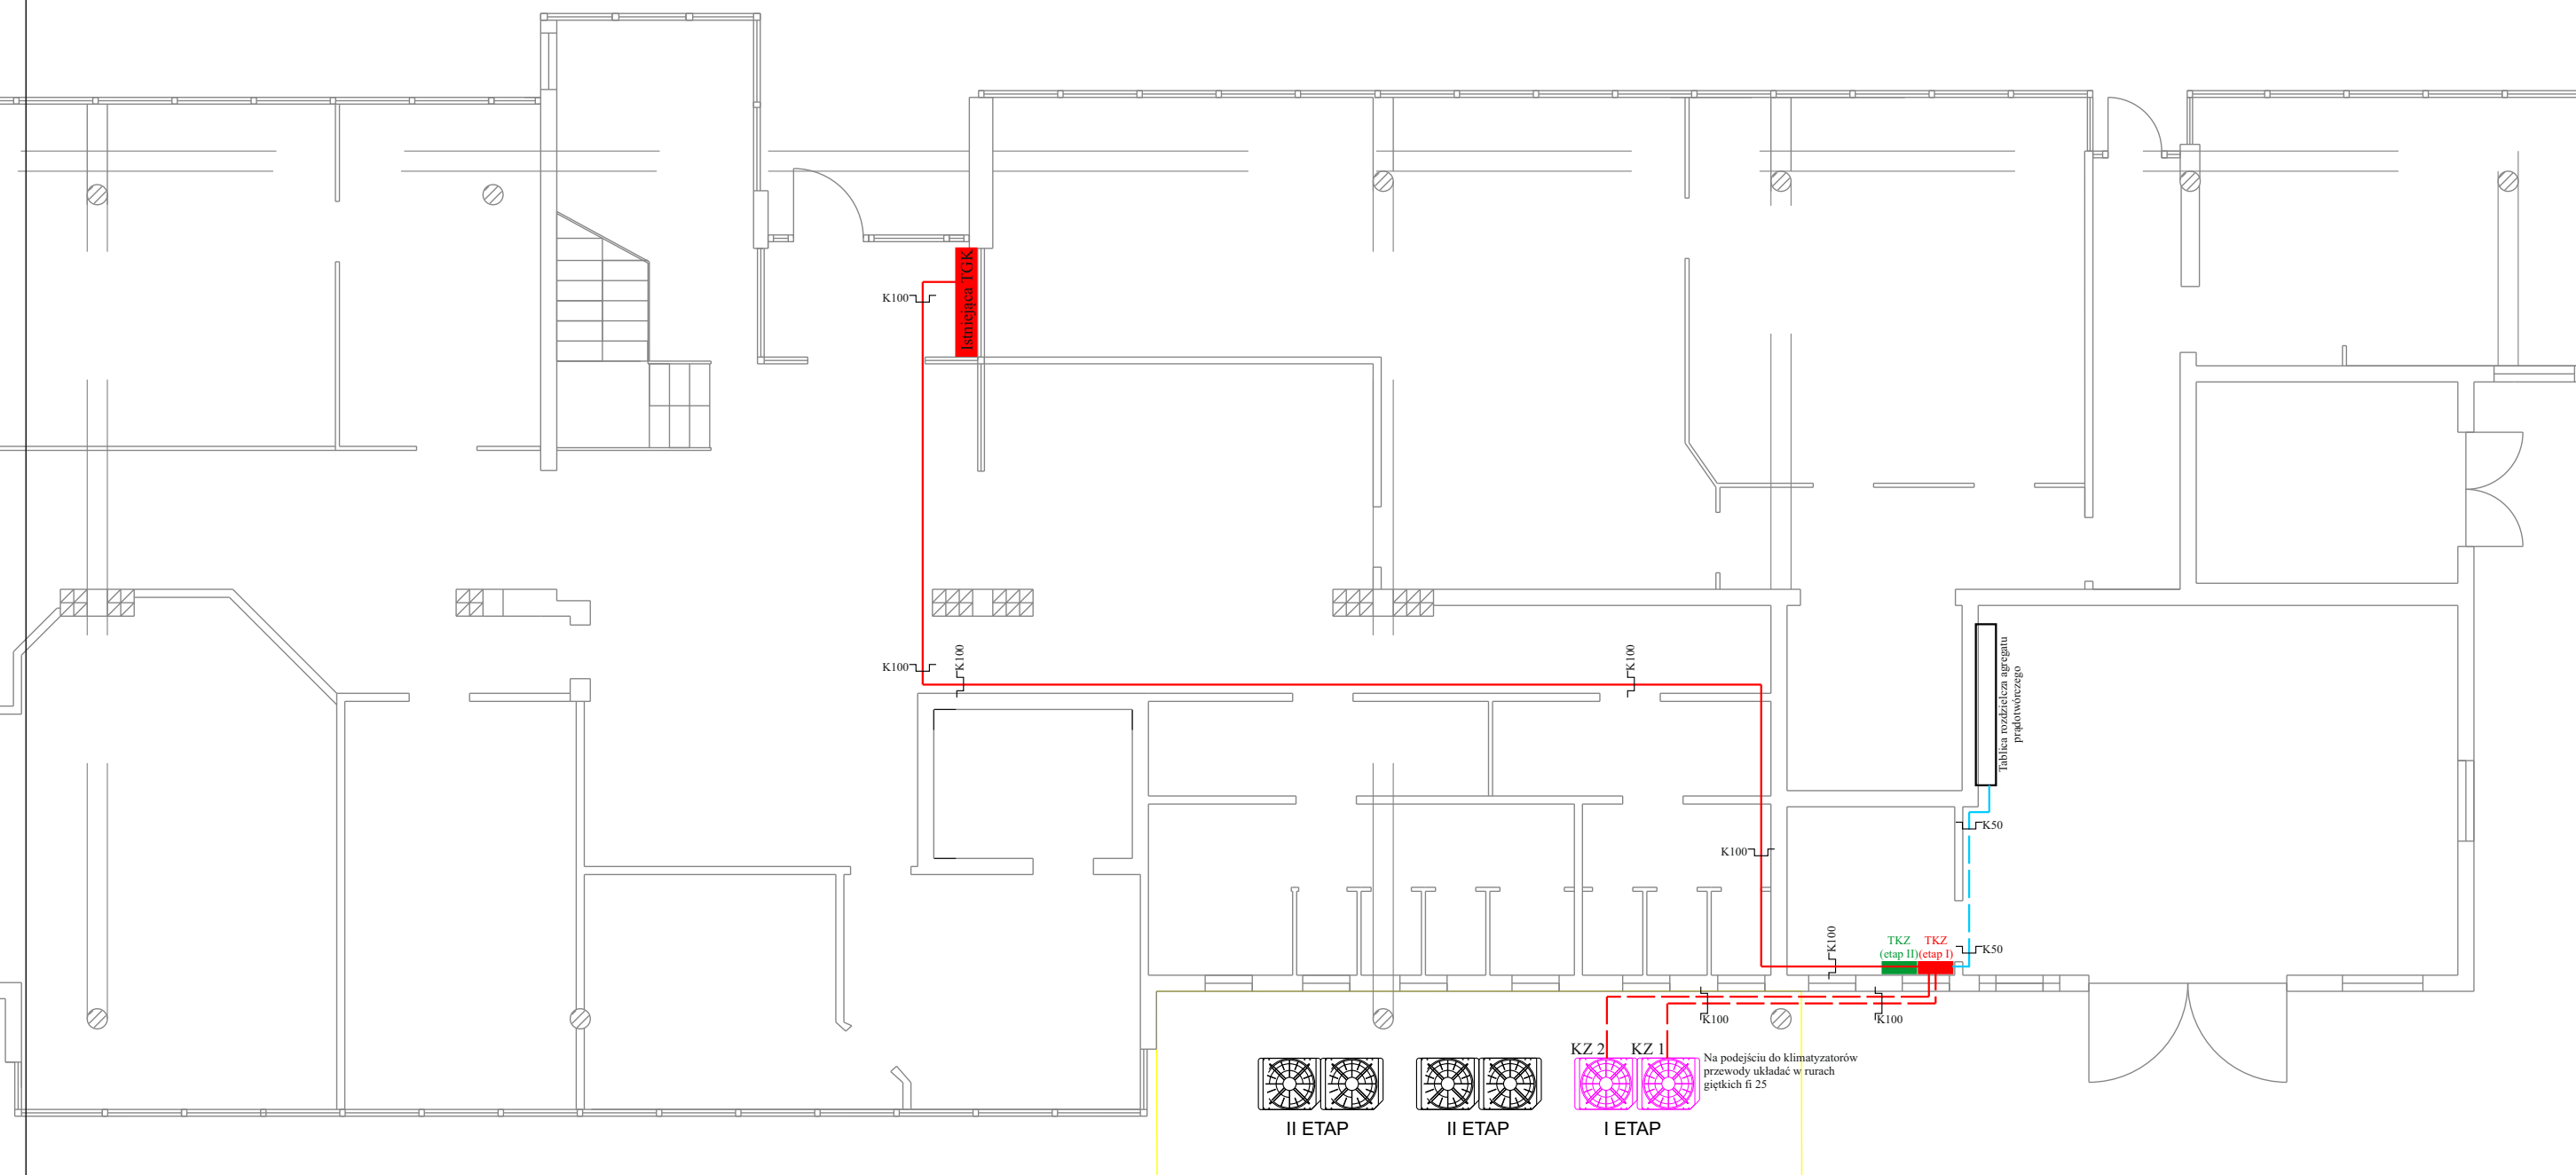 Istniejąca TGK
K100
K100
K100
K100
Tablica rozdzielcza agregatu
prądotwórczego
K50
K100
K100
TKZ
(etap II)
TKZ
(etap I)
K50
K100
K100
KZ 2
KZ 1
Na podejściu do klimatyzatorów
przewody układać w rurach
giętkich fi 25
II ETAP
II ETAP
I ETAP